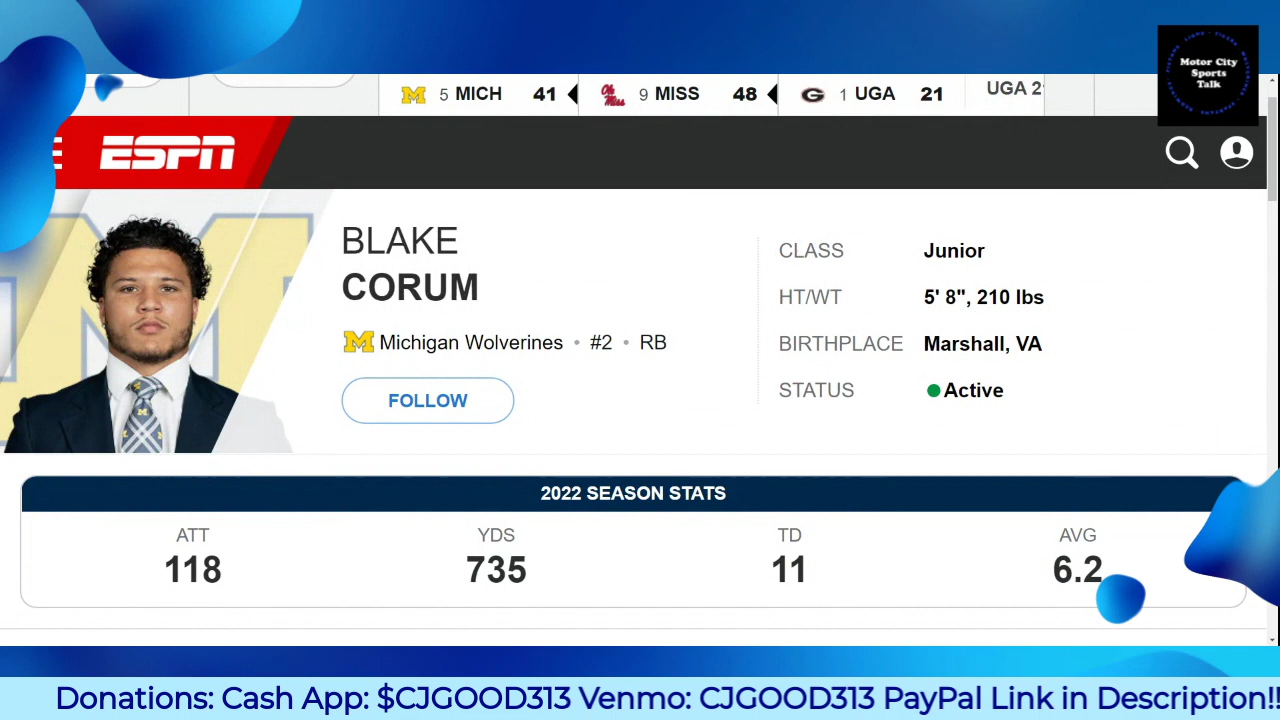 5 MICH 41
9 MISS 48
1 UGA 21
UGA 2
Motor City
Sports
Talk
ESPN
BLAKE
CORUM
Michigan Wolverines • #2 • RB
FOLLOW
CLASS Junior
HT/WT 5' 8", 210 lbs
BIRTHPLACE Marshall, VA
STATUS Active
2022 SEASON STATS
ATT YDS TD AVG
118 735 11 6.2
Donations: Cash App: $CJGOOD313 Venmo: CJGOOD313 PayPal Link in Description!!